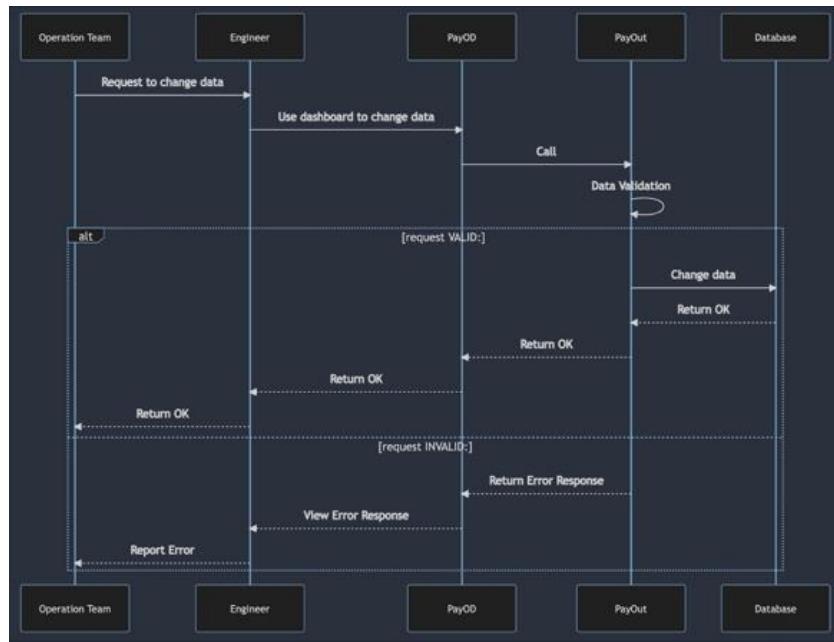 Operation Team
Engineer
PayOD
PayOut
Database
Request to change data
Use dashboard to change data
Call
Data Validation
alt
[request VALID:]
Change data
Return OK
Return OK
Return OK
Return OK
[request INVALID:]
Return Error Response
View Error Response
Report Error
Operation Team
Engineer
PayOD
PayOut
Database